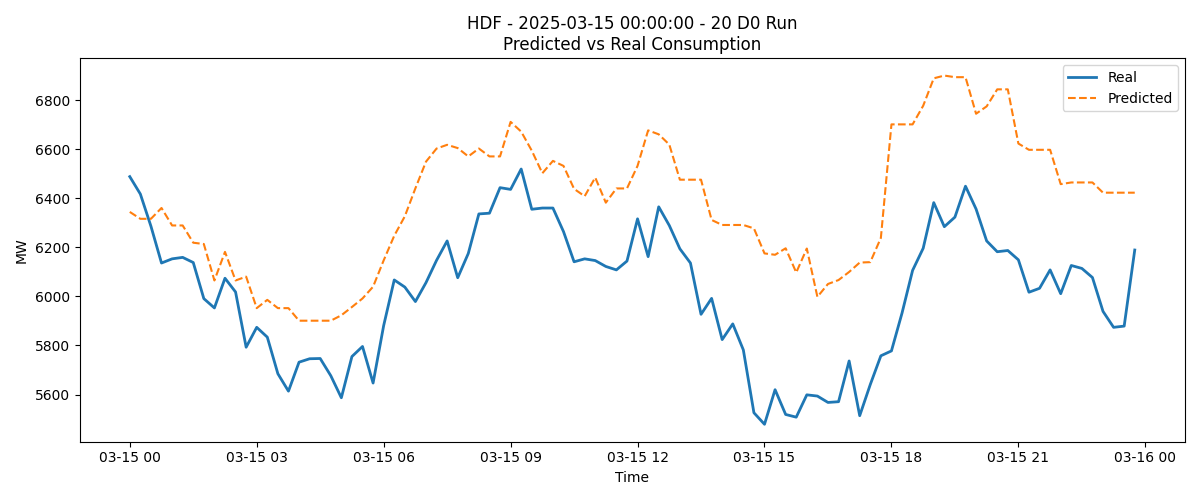 HDF - 2025-03-15 00:00:00 - 20 D0 Run
Predicted vs Real Consumption
Real
Predicted
MW
6800
6600
6400
6200
6000
5800
5600
03-15 00
03-15 03
03-15 06
03-15 09
03-15 12
03-15 15
03-15 18
03-15 21
03-16 00
Time